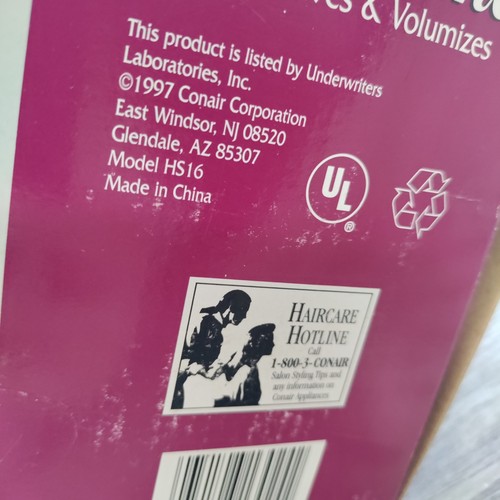 & Volumizes
This product is listed by Underwriters
Laboratories, Inc.
©1997 Conair Corporation
East Windsor, NJ 08520
Glendale, AZ 85307
Model HS16
Made in China
UL
®
HAIRCARE
HOTLINE
Call
1-800-3-CONAIR
Salon Styling Tips and
any information on
Conair Appliances